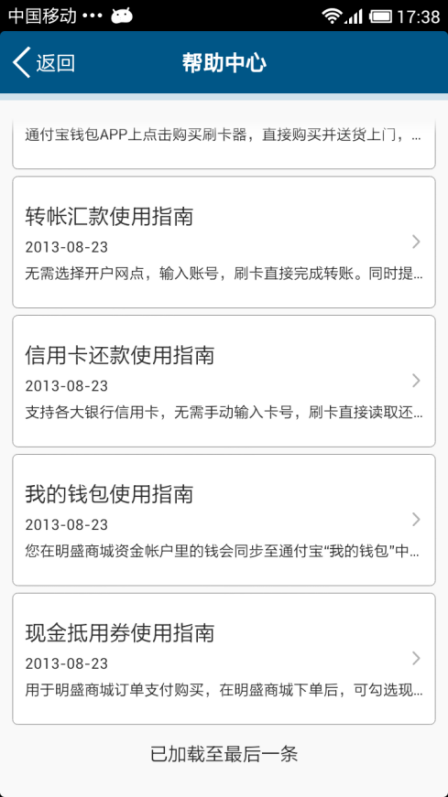 中国移动 ••• 17:38
返回 帮助中心
通付宝钱包APP上点击购买刷卡器，直接购买并送货上门，...
转帐汇款使用指南
2013-08-23
无需选择开户网点，输入账号，刷卡直接完成转账。同时提...
信用卡还款使用指南
2013-08-23
支持各大银行信用卡，无需手动输入卡号，刷卡直接读取还...
我的钱包使用指南
2013-08-23
您在明盛商城资金帐户里的钱会同步至通付宝“我的钱包”中...
现金抵用券使用指南
2013-08-23
用于明盛商城订单支付购买，在明盛商城下单后，可勾选现...
已加载至最后一条